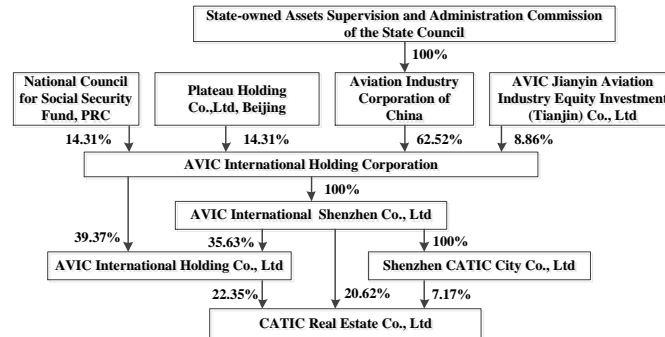 State-owned Assets Supervision and Administration Commission
of the State Council
100%
National Council
for Social Security
Fund, PRC
Plateau Holding
Co.,Ltd, Beijing
Aviation Industry
Corporation of
China
AVIC Jianyin Aviation
Industry Equity Investment
(Tianjin) Co., Ltd
14.31%
14.31%
62.52%
8.86%
AVIC International Holding Corporation
100%
AVIC International Shenzhen Co., Ltd
39.37%
35.63%
100%
AVIC International Holding Co., Ltd
Shenzhen CATIC City Co., Ltd
22.35%
20.62%
7.17%
CATIC Real Estate Co., Ltd